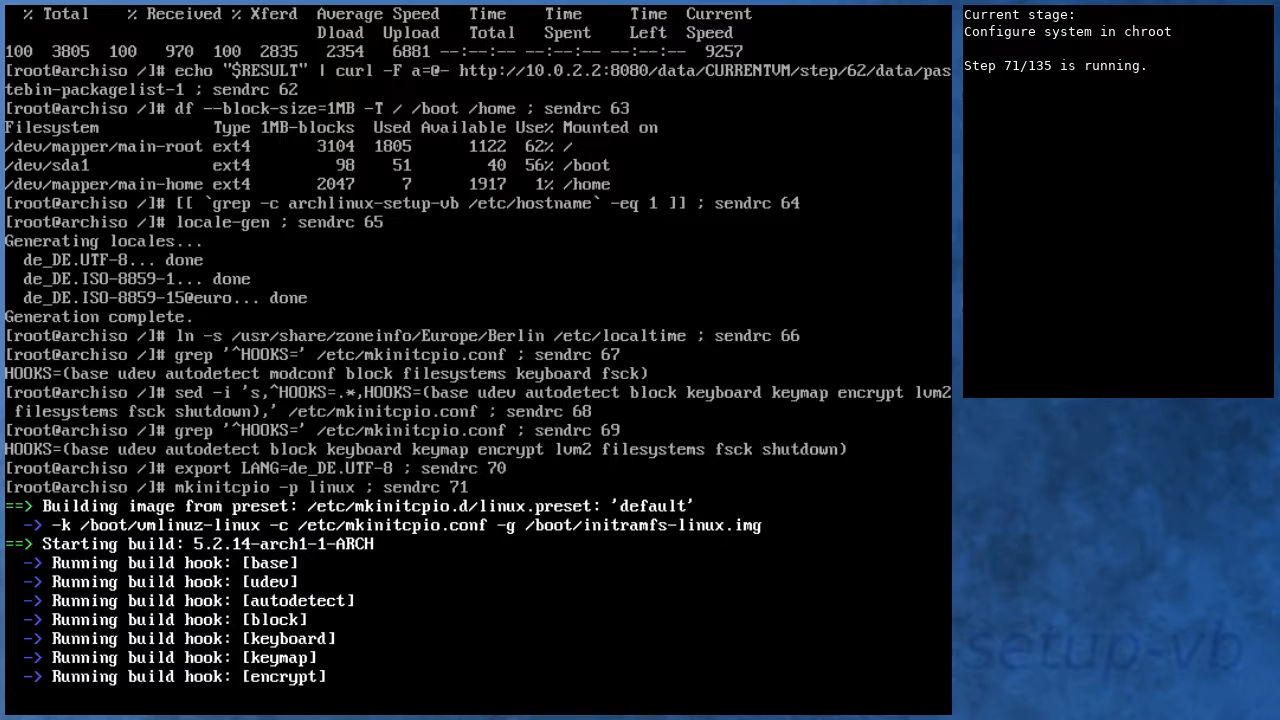 % Total    % Received % Xferd  Average Speed   Time    Time     Time  Current
                                 Dload  Upload   Total   Spent    Left  Speed
100  3805  100   970  100  2835   2354   6881 --:--:-- --:--:-- --:--:--  9257
[root@archiso /]# echo "$RESULT" | curl -F a=@- http://10.0.2.2:8080/data/CURRENTVM/step/62/data/pas
tebin-packagelist-1 ; sendrc 62
[root@archiso /]# df --block-size=1MB -T / /boot /home ; sendrc 63
Filesystem            Type 1MB-blocks  Used Available Use% Mounted on
/dev/mapper/main-root ext4       3104  1805      1122  62% /
/dev/sda1             ext4         98    51        40  56% /boot
/dev/mapper/main-home ext4       2047     7      1917   1% /home
[root@archiso /]# [[ `grep -c archlinux-setup-vb /etc/hostname` -eq 1 ]] ; sendrc 64
[root@archiso /]# locale-gen ; sendrc 65
Generating locales...
  de_DE.UTF-8... done
  de_DE.ISO-8859-1... done
  de_DE.ISO-8859-15@euro... done
Generation complete.
[root@archiso /]# ln -s /usr/share/zoneinfo/Europe/Berlin /etc/localtime ; sendrc 66
[root@archiso /]# grep '^HOOKS=' /etc/mkinitcpio.conf ; sendrc 67
HOOKS=(base udev autodetect modconf block filesystems keyboard fsck)
[root@archiso /]# sed -i 's,^HOOKS=.*,HOOKS=(base udev autodetect block keyboard keymap encrypt lvm2
 filesystems fsck shutdown),' /etc/mkinitcpio.conf ; sendrc 68
[root@archiso /]# grep '^HOOKS=' /etc/mkinitcpio.conf ; sendrc 69
HOOKS=(base udev autodetect block keyboard keymap encrypt lvm2 filesystems fsck shutdown)
[root@archiso /]# export LANG=de_DE.UTF-8 ; sendrc 70
[root@archiso /]# mkinitcpio -p linux ; sendrc 71
==> Building image from preset: /etc/mkinitcpio.d/linux.preset: 'default'
  -> -k /boot/vmlinuz-linux -c /etc/mkinitcpio.conf -g /boot/initramfs-linux.img
==> Starting build: 5.2.14-arch1-1-ARCH
  -> Running build hook: [base]
  -> Running build hook: [udev]
  -> Running build hook: [autodetect]
  -> Running build hook: [block]
  -> Running build hook: [keyboard]
  -> Running build hook: [keymap]
  -> Running build hook: [encrypt]
Current stage:
Configure system in chroot
Step 71/135 is running.
setup-vb